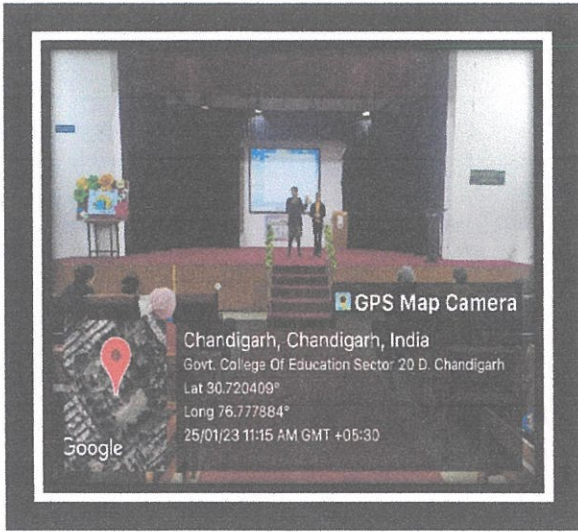 GPS Map Camera
Chandigarh, Chandigarh, India
Govt. College Of Education Sector 20 D. Chandigarh
Lat 30.720409°
Long 76.777884°
25/01/23 11:15 AM GMT +05:30
Google